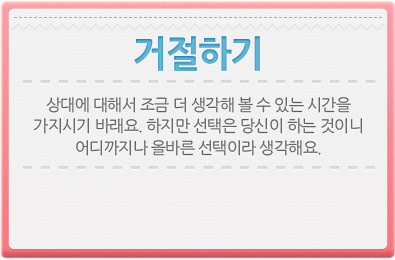 거절하기
상대에 대해서 조금 더 생각해 볼 수 있는 시간을
가지시기 바래요. 하지만 선택은 당신이 하는 것이니
어디까지나 올바른 선택이라 생각해요.